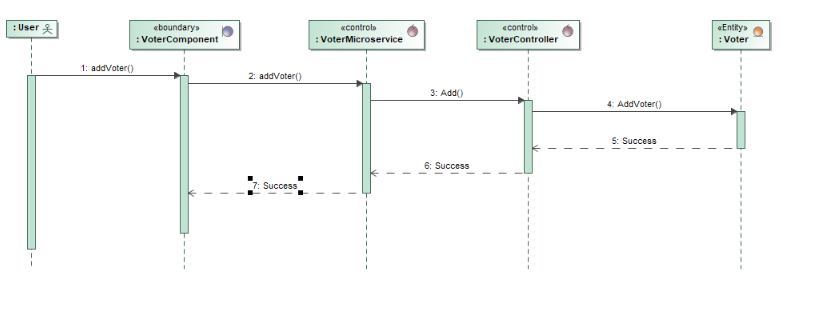 : User
«boundary»
: VoterComponent
«control»
: VoterMicroservice
«control»
: VoterController
«Entity»
: Voter
1: addVoter()
2: addVoter()
3: Add()
4: AddVoter()
5: Success
6: Success
7: Success